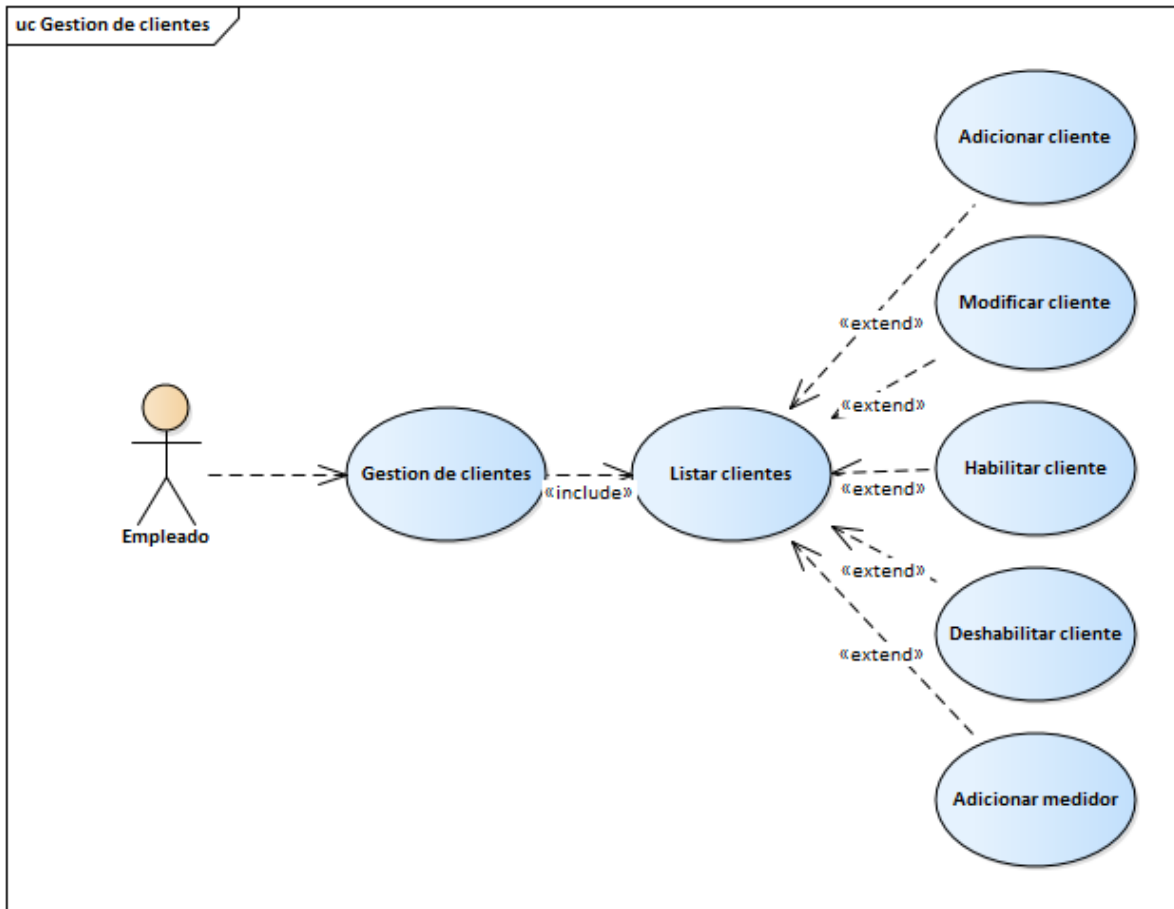 uc Gestion de clientes
Adicionar cliente
Modificar cliente
«extend»
«extend»
Gestion de clientes
«include»
Listar clientes
Habilitar cliente
«extend»
Empleado
«extend»
Deshabilitar cliente
«extend»
Adicionar medidor